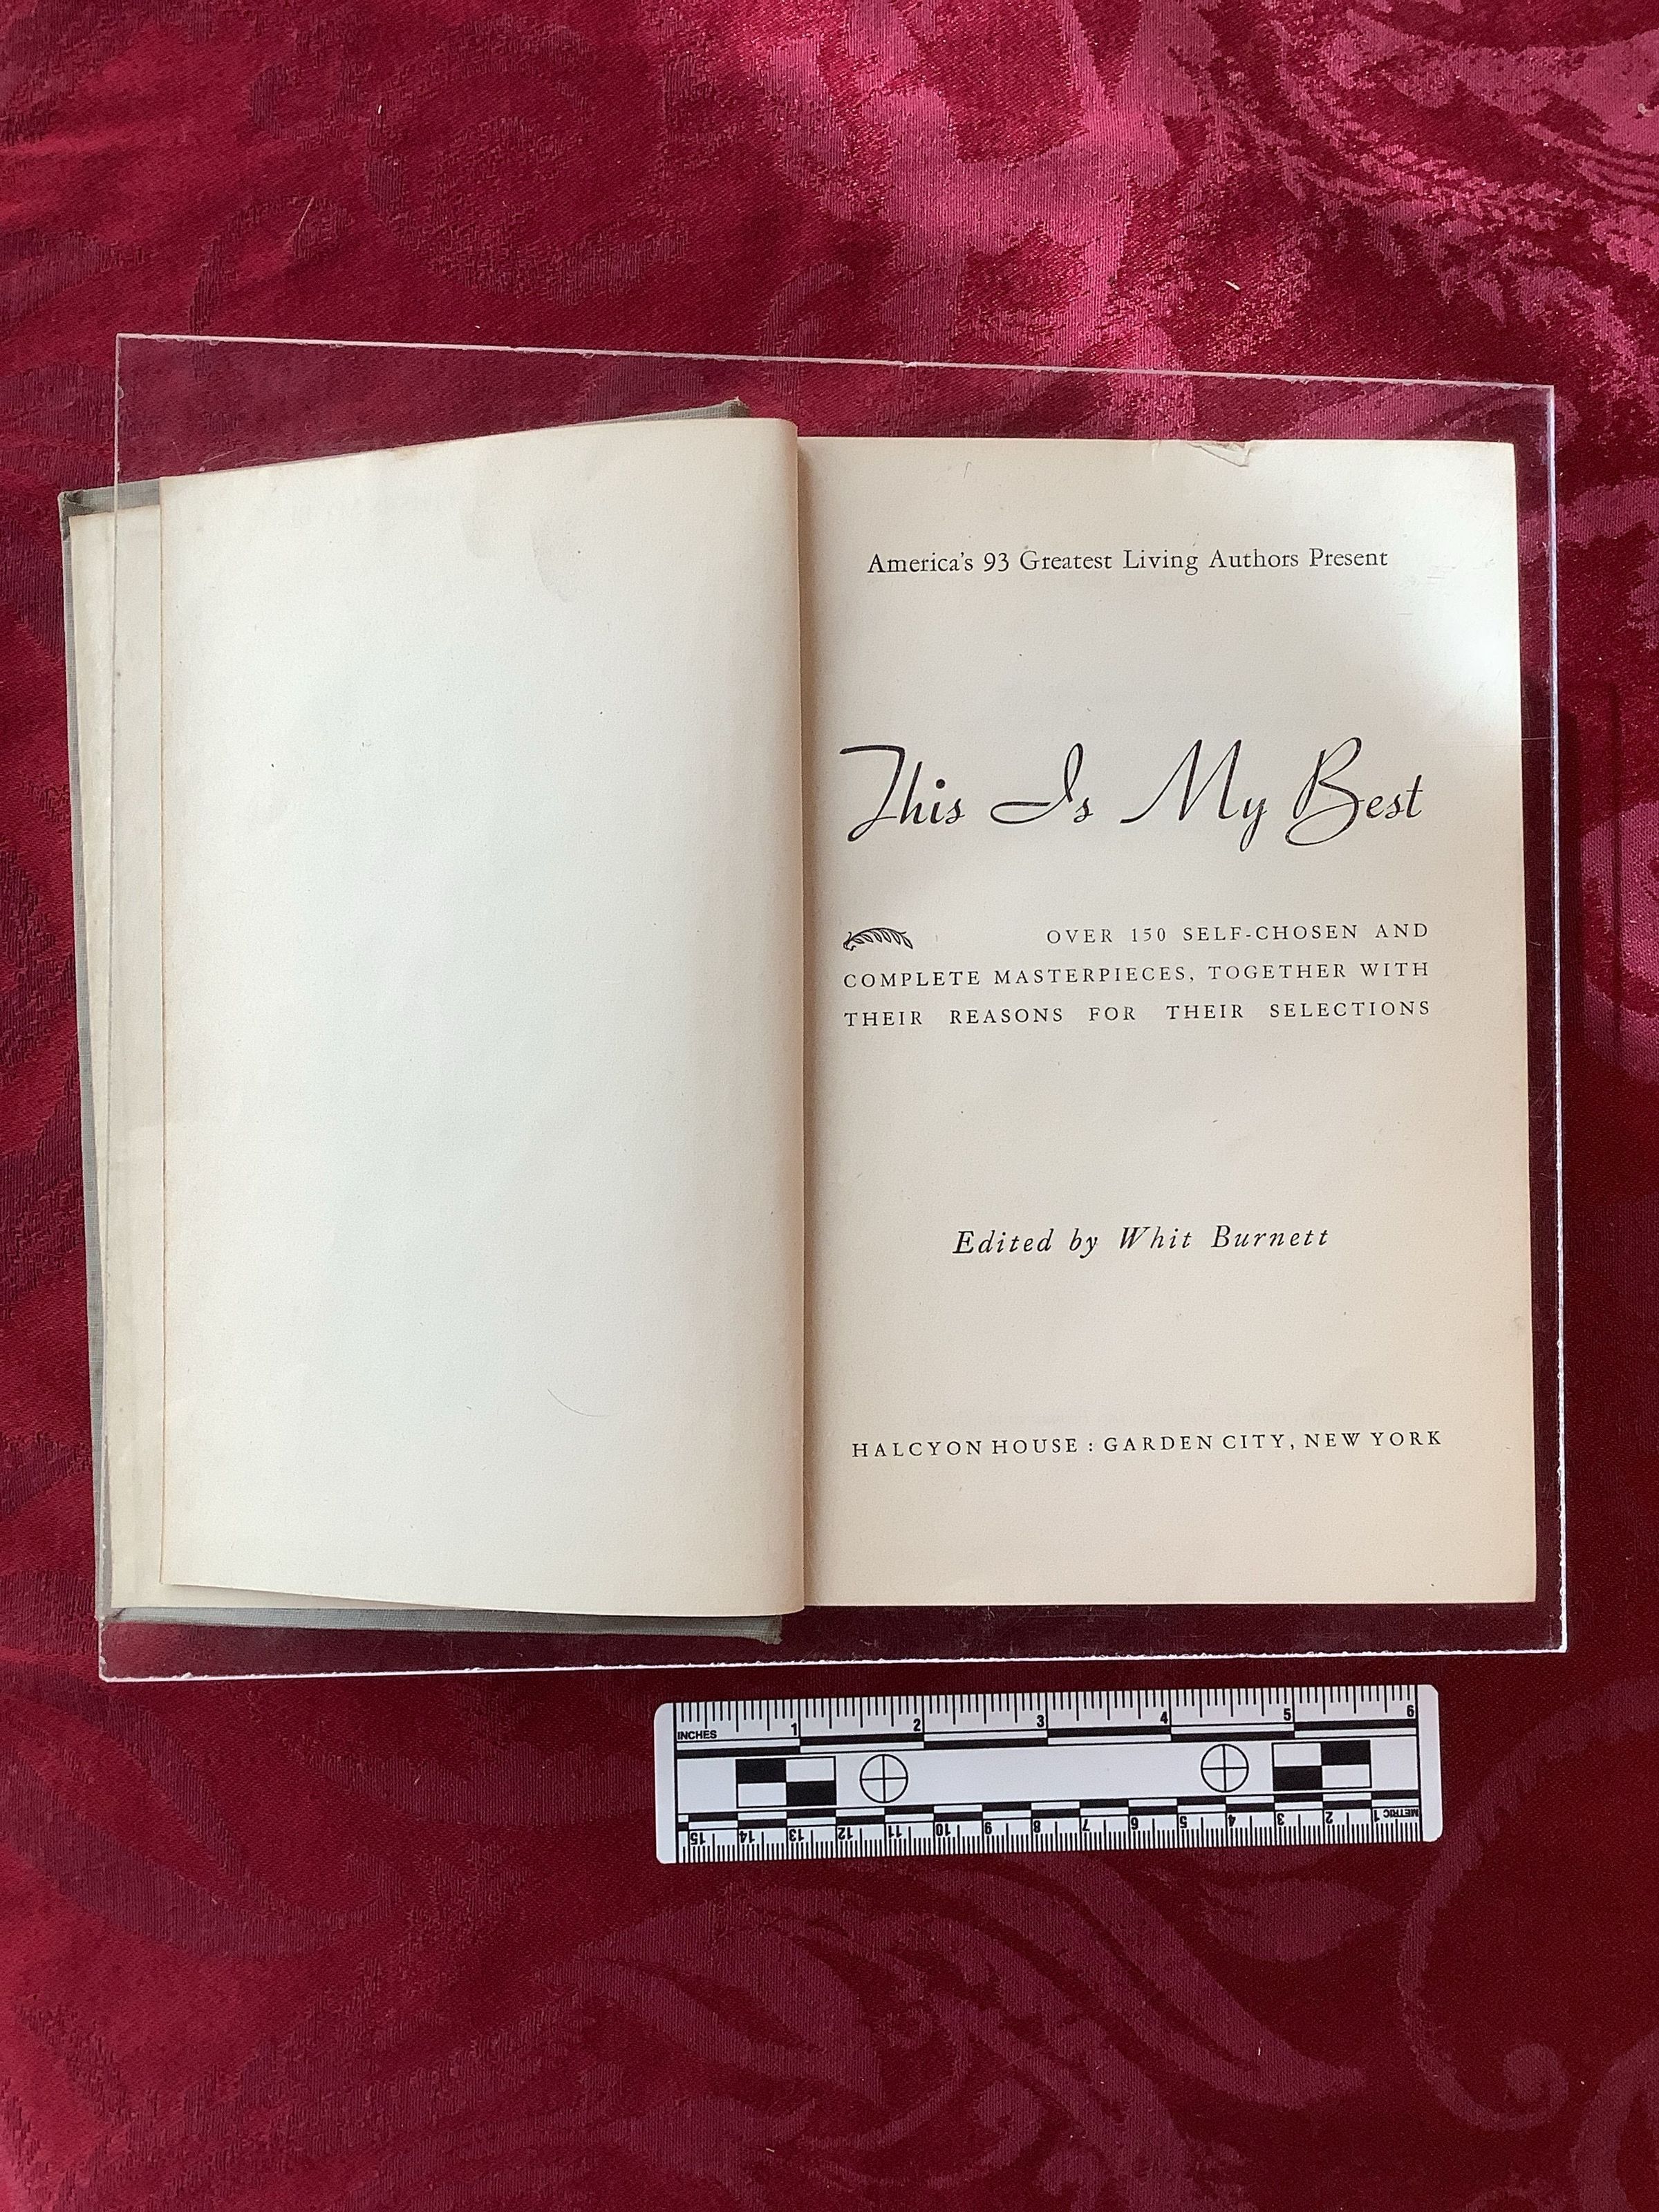 America's 93 Greatest Living Authors Present
This Is My Best
OVER 150 SELF-CHOSEN AND
COMPLETE MASTERPIECES, TOGETHER WITH
THEIR REASONS FOR THEIR SELECTIONS
Edited by Whit Burnett
HALCYON HOUSE : GARDEN CITY, NEW YORK
INCHES 1 2 3 4 5 6
15 14 13 12 11 10 9 8 7 6 5 4 3 2 1 METRIC